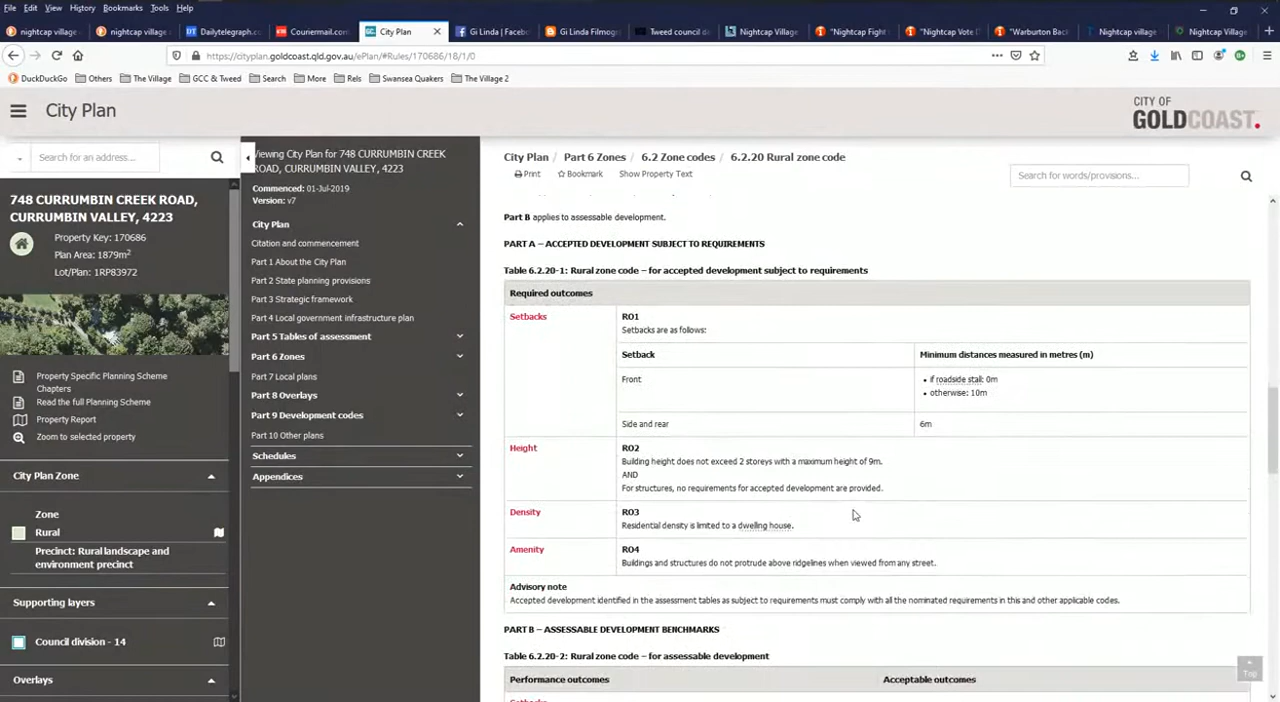 File Edit View History Bookmarks Tools Help
nightcap village
nightcap village a
Dailytelegraph.c
Couriermail.com
City Plan
Gi Linda | Facebo
Gi Linda Filmogr
Tweed council de
Nightcap Village
"Nightcap Fight
"Nightcap Vote D
"Warburton Back
Nightcap village
Nightcap Village
https://cityplan.goldcoast.qld.gov.au/ePlan/#Rules/170686/18/1/0
DuckDuckGo Others The Village GCC & Tweed Search More Rels Swansea Quakers The Village 2
City Plan
CITY OF
GOLDCOAST.
Search for an address...
748 CURRUMBIN CREEK ROAD,
CURRUMBIN VALLEY, 4223
Property Key: 170686
Plan Area: 1879m²
Lot/Plan: 1RP83972
Property Specific Planning Scheme
Chapters
Read the full Planning Scheme
Property Report
Zoom to selected property
City Plan Zone
Zone
Rural
Precinct: Rural landscape and
environment precinct
Supporting layers
Council division - 14
Overlays
Viewing City Plan for 748 CURRUMBIN CREEK
ROAD, CURRUMBIN VALLEY, 4223
Commenced: 01-Jul-2019
Version: v7
City Plan
Citation and commencement
Part 1 About the City Plan
Part 2 State planning provisions
Part 3 Strategic framework
Part 4 Local government infrastructure plan
Part 5 Tables of assessment
Part 6 Zones
Part 7 Local plans
Part 8 Overlays
Part 9 Development codes
Part 10 Other plans
Schedules
Appendices
City Plan / Part 6 Zones / 6.2 Zone codes / 6.2.20 Rural zone code
Print Bookmark Show Property Text
Search for words/provisions...
Part B applies to assessable development.
PART A – ACCEPTED DEVELOPMENT SUBJECT TO REQUIREMENTS
Table 6.2.20-1: Rural zone code – for accepted development subject to requirements
Required outcomes
Setbacks RO1
Setbacks are as follows:
Setback Minimum distances measured in metres (m)
Front • if roadside stall: 0m
• otherwise: 10m
Side and rear 6m
Height RO2
Building height does not exceed 2 storeys with a maximum height of 9m.
AND
For structures, no requirements for accepted development are provided.
Density RO3
Residential density is limited to a dwelling house.
Amenity RO4
Buildings and structures do not protrude above ridgelines when viewed from any street.
Advisory note
Accepted development identified in the assessment tables as subject to requirements must comply with all the nominated requirements in this and other applicable codes.
PART B – ASSESSABLE DEVELOPMENT BENCHMARKS
Table 6.2.20-2: Rural zone code – for assessable development
Performance outcomes Acceptable outcomes
Top